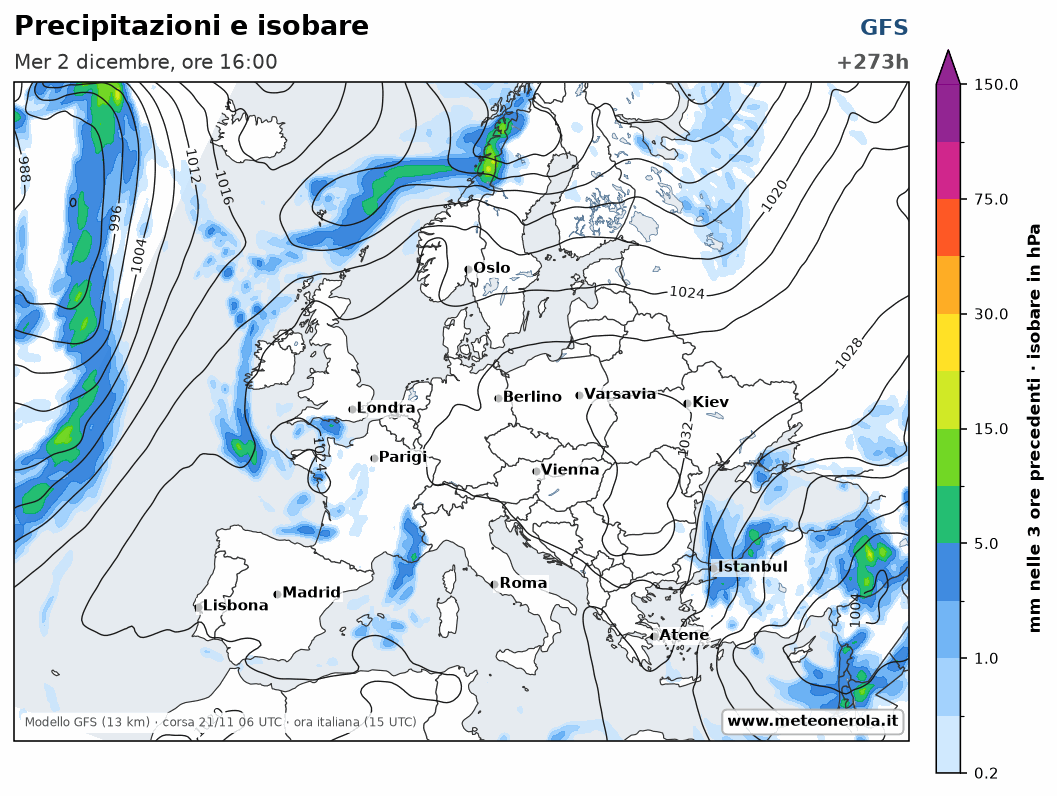 Precipitazioni e isobare
GFS
Mer 2 dicembre, ore 16:00
+273h
150.0
75.0
30.0
15.0
5.0
1.0
0.2
mm nelle 3 ore precedenti · isobare in hPa
988
1012
1016
996
1004
1020
1024
1028
1032
1024
1004
Oslo
Berlino
Varsavia
Kiev
Londra
Parigi
Vienna
Istanbul
Roma
Madrid
Lisbona
Atene
Modello GFS (13 km) · corsa 21/11 06 UTC · ora italiana (15 UTC)
www.meteonerola.it